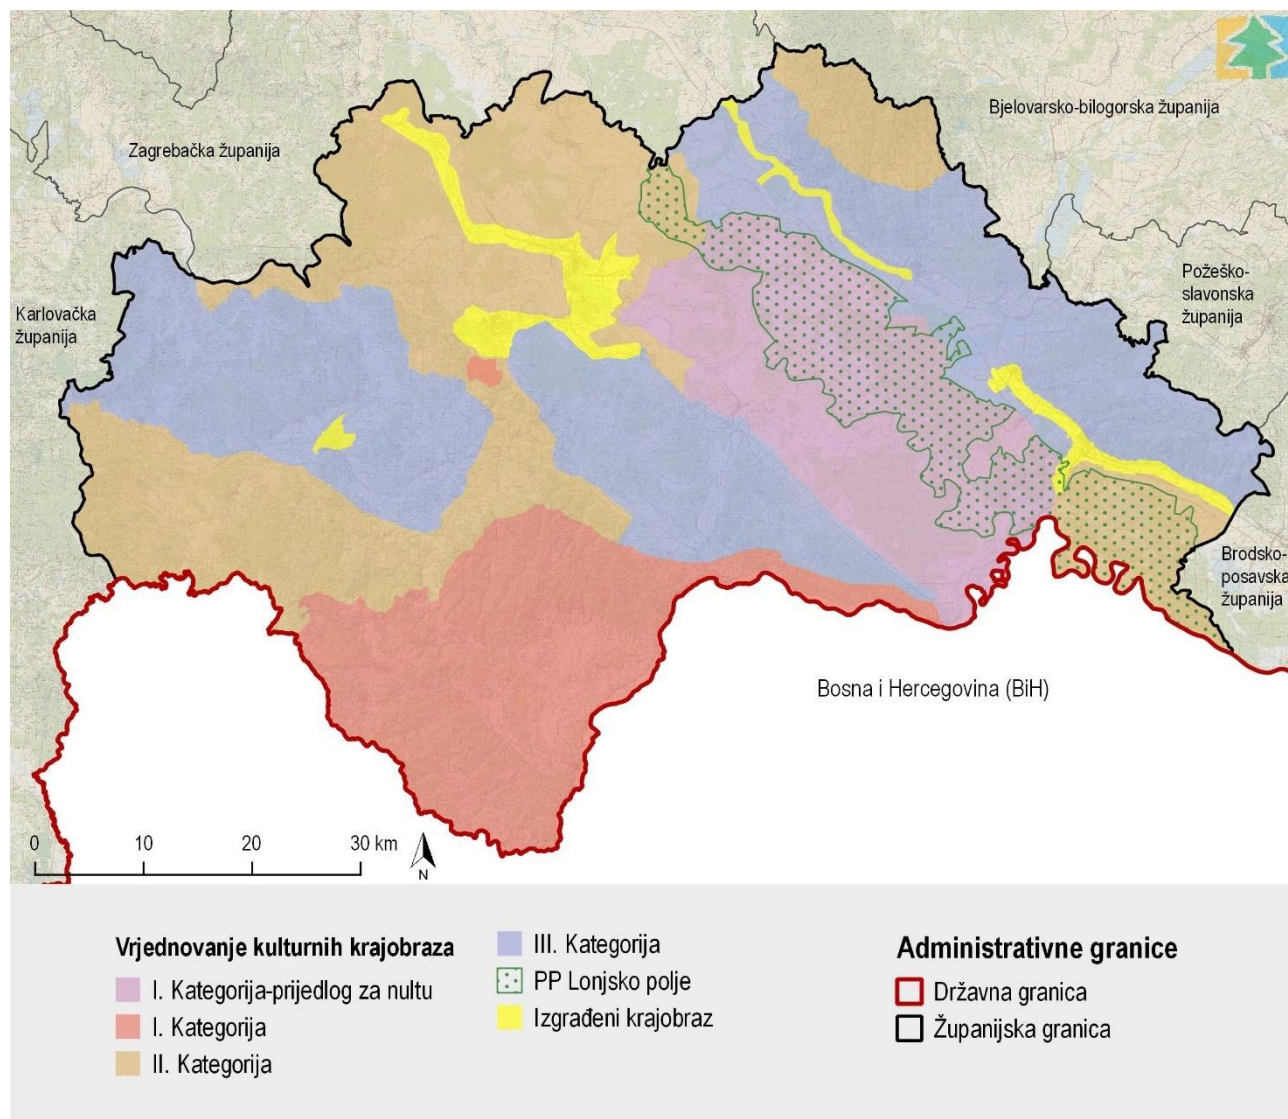 Bjelovarsko-bilogorska županija
Zagrebačka županija
Karlovačka
županija
Požeško-
slavonska
županija
Brodsko-
posavska
županija
Bosna i Hercegovina (BiH)
0 10 20 30 km
N
Vrjednovanje kulturnih krajobraza
I. Kategorija-prijedlog za nultu
I. Kategorija
II. Kategorija
III. Kategorija
PP Lonjsko polje
Izgrađeni krajobraz
Administrativne granice
Državna granica
Županijska granica